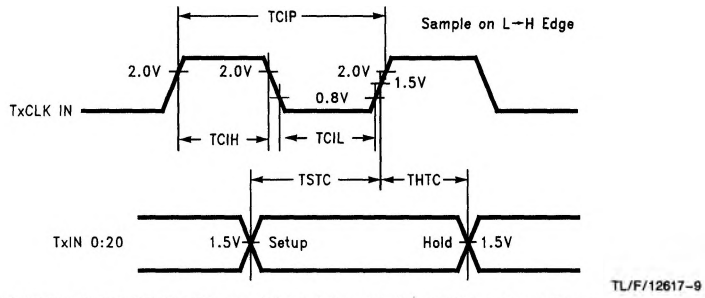 TCIP
Sample on L→H Edge
2.0V 2.0V 2.0V
1.5V
0.8V
TxCLK IN
TCIH TCIL
TSTC THTC
TxIN 0:20 1.5V Setup Hold 1.5V
TL/F/12617-9